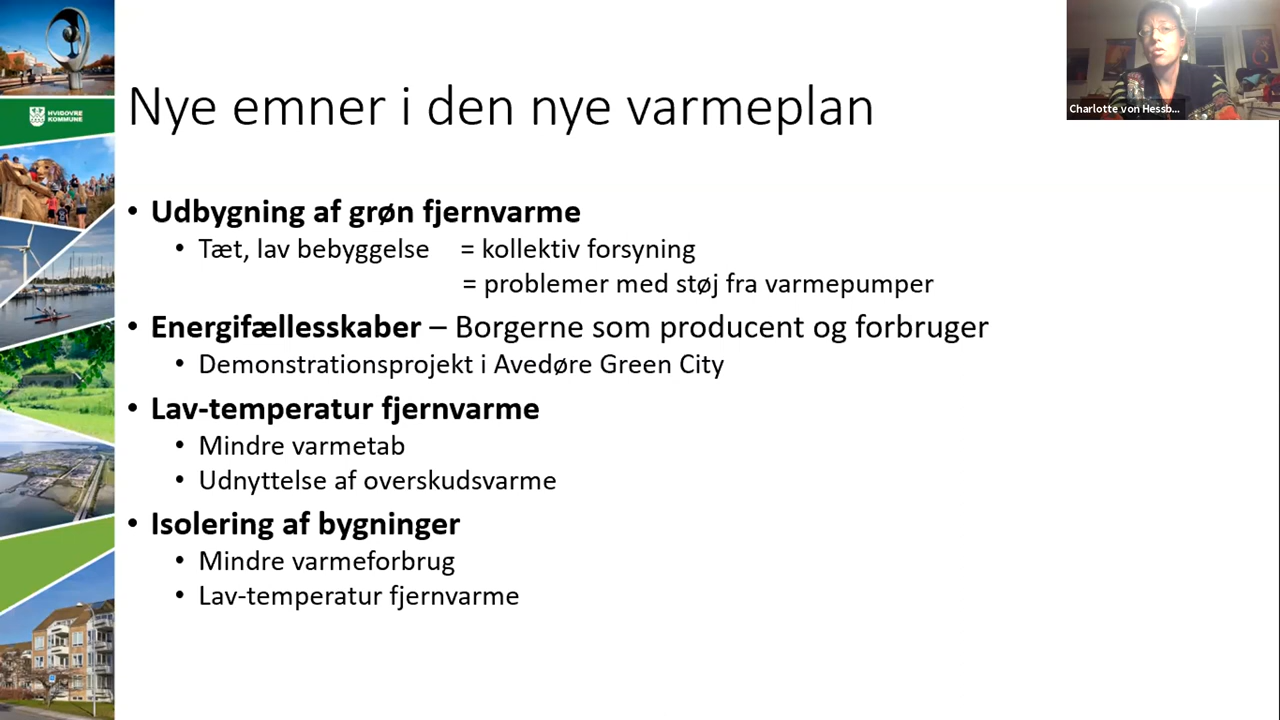 HVIDOVRE
KOMMUNE
Nye emner i den nye varmeplan
Charlotte von Hessb...
• Udbygning af grøn fjernvarme
• Tæt, lav bebyggelse = kollektiv forsyning
= problemer med støj fra varmepumper
• Energifællesskaber – Borgerne som producent og forbruger
• Demonstrationsprojekt i Avedøre Green City
• Lav-temperatur fjernvarme
• Mindre varmetab
• Udnyttelse af overskudsvarme
• Isolering af bygninger
• Mindre varmeforbrug
• Lav-temperatur fjernvarme